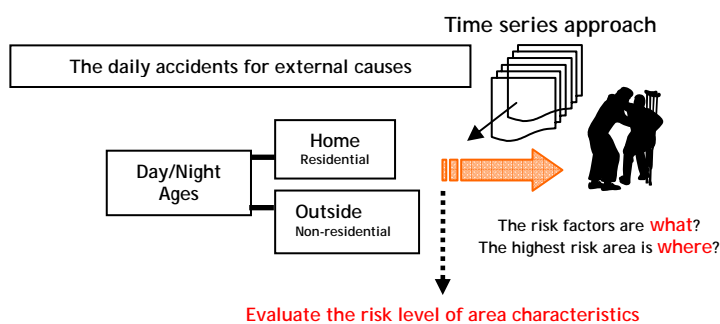 Time series approach
The daily accidents for external causes
Home
Residential
Day/Night
Ages
Outside
Non-residential
The risk factors are what?
The highest risk area is where?
Evaluate the risk level of area characteristics